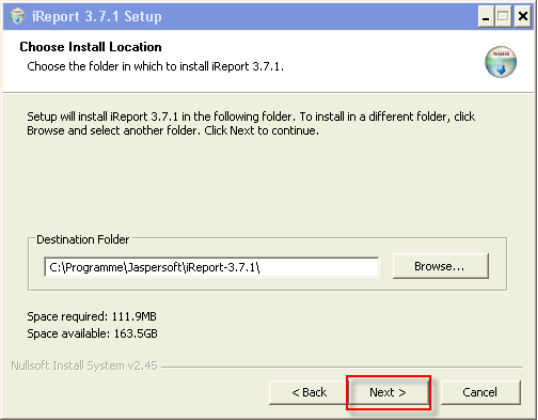 iReport 3.7.1 Setup
Choose Install Location
Choose the folder in which to install iReport 3.7.1.
Setup will install iReport 3.7.1 in the following folder. To install in a different folder, click
Browse and select another folder. Click Next to continue.
Destination Folder
C:\Programme\Jaspersoft\iReport-3.7.1\
Browse...
Space required: 111.9MB
Space available: 163.5GB
Nullsoft Install System v2.45
< Back
Next >
Cancel